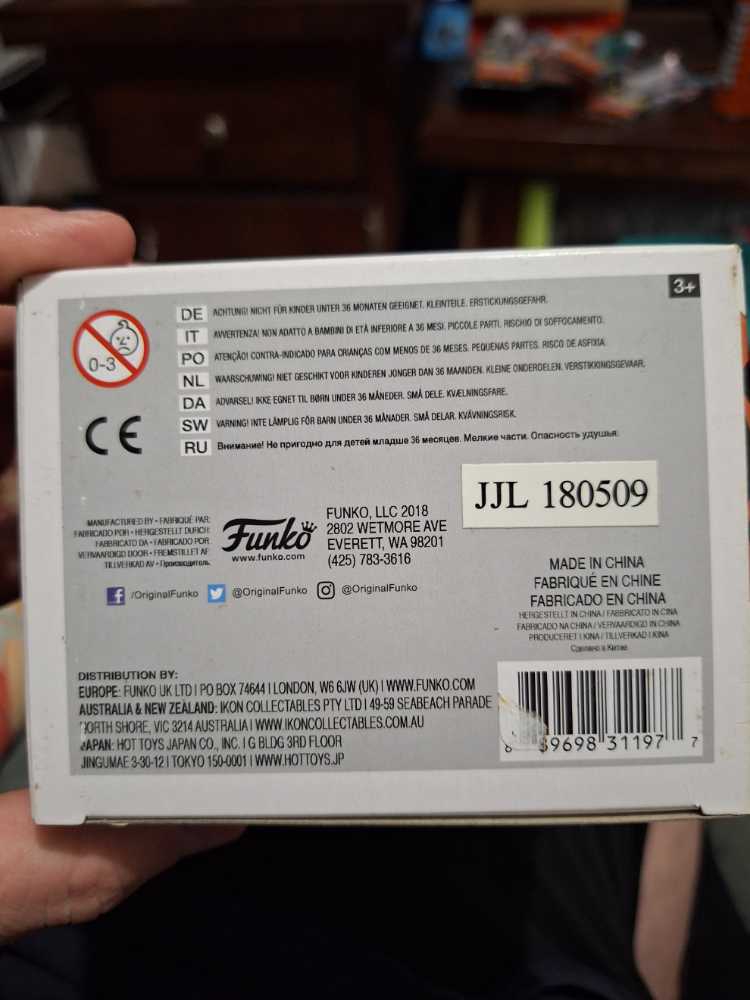 3+
0-3
DE ACHTUNG! NICHT FÜR KINDER UNTER 36 MONATEN GEEIGNET. KLEINTEILE. ERSTICKUNGSGEFAHR.
IT AVVERTENZA! NON ADATTO A BAMBINI DI ETÀ INFERIORE A 36 MESI. PICCOLE PARTI. RISCHIO DI SOFFOCAMENTO.
PO ATENÇÃO! CONTRA-INDICADO PARA CRIANÇAS COM MENOS DE 36 MESES. PEQUENAS PARTES. RISCO DE ASFIXIA.
NL WAARSCHUWING! NIET GESCHIKT VOOR KINDEREN JONGER DAN 36 MAANDEN. KLEINE ONDERDELEN. VERSTIKKINGSGEVAAR.
DA ADVARSEL! IKKE EGNET TIL BØRN UNDER 36 MÅNEDER. SMÅ DELE. KVÆLNINGSFARE.
SW VARNING! INTE LÄMPLIG FÖR BARN UNDER 36 MÅNADER. SMÅ DELAR. KVÄVNINGSRISK.
RU Внимание! Не пригодно для детей младше 36 месяцев. Мелкие части. Опасность удушья.
CE
JJL 180509
MANUFACTURED BY • FABRIQUÉ PAR
FABRICADO POR • HERGESTELLT DURCH
FABBRICATO DA • FABRICADO POR
VERVAARDIGD DOOR • FREMSTILLET AF
TILLVERKAD AV • Производитель
Funko
www.funko.com
FUNKO, LLC 2018
2802 WETMORE AVE
EVERETT, WA 98201
(425) 783-3616
f /OriginalFunko @OriginalFunko @OriginalFunko
MADE IN CHINA
FABRIQUÉ EN CHINE
FABRICADO EN CHINA
HERGESTELLT IN CHINA / FABBRICATO IN CINA
FABRICADO NA CHINA / VERVAARDIGD IN CHINA
PRODUCERET I KINA / TILLVERKAD I KINA
Сделано в Китае
DISTRIBUTION BY:
EUROPE: FUNKO UK LTD | PO BOX 74644 | LONDON, W6 6JW (UK) | WWW.FUNKO.COM
AUSTRALIA & NEW ZEALAND: IKON COLLECTABLES PTY LTD | 49-59 SEABEACH PARADE
NORTH SHORE, VIC 3214 AUSTRALIA | WWW.IKONCOLLECTABLES.COM.AU
JAPAN: HOT TOYS JAPAN CO., INC. | G BLDG 3RD FLOOR
JINGUMAE 3-30-12 | TOKYO 150-0001 | WWW.HOTTOYS.JP
9698 31197 7